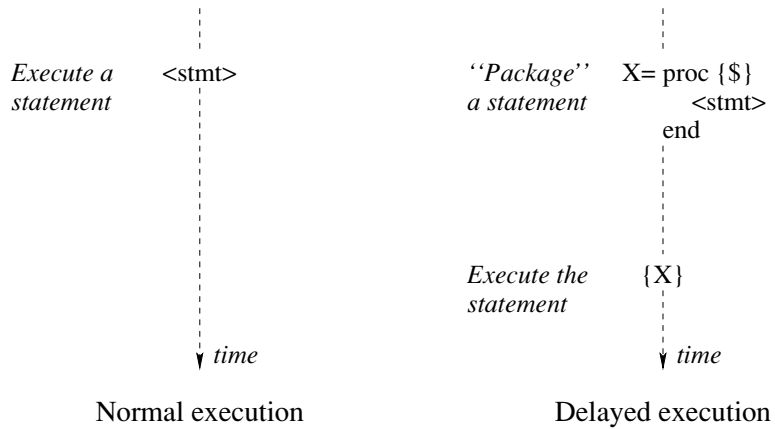 Execute a
statement
<stmt>
time
Normal execution
‘‘Package’’
a statement
X= proc {$}
<stmt>
end
Execute the
statement
{X}
time
Delayed execution